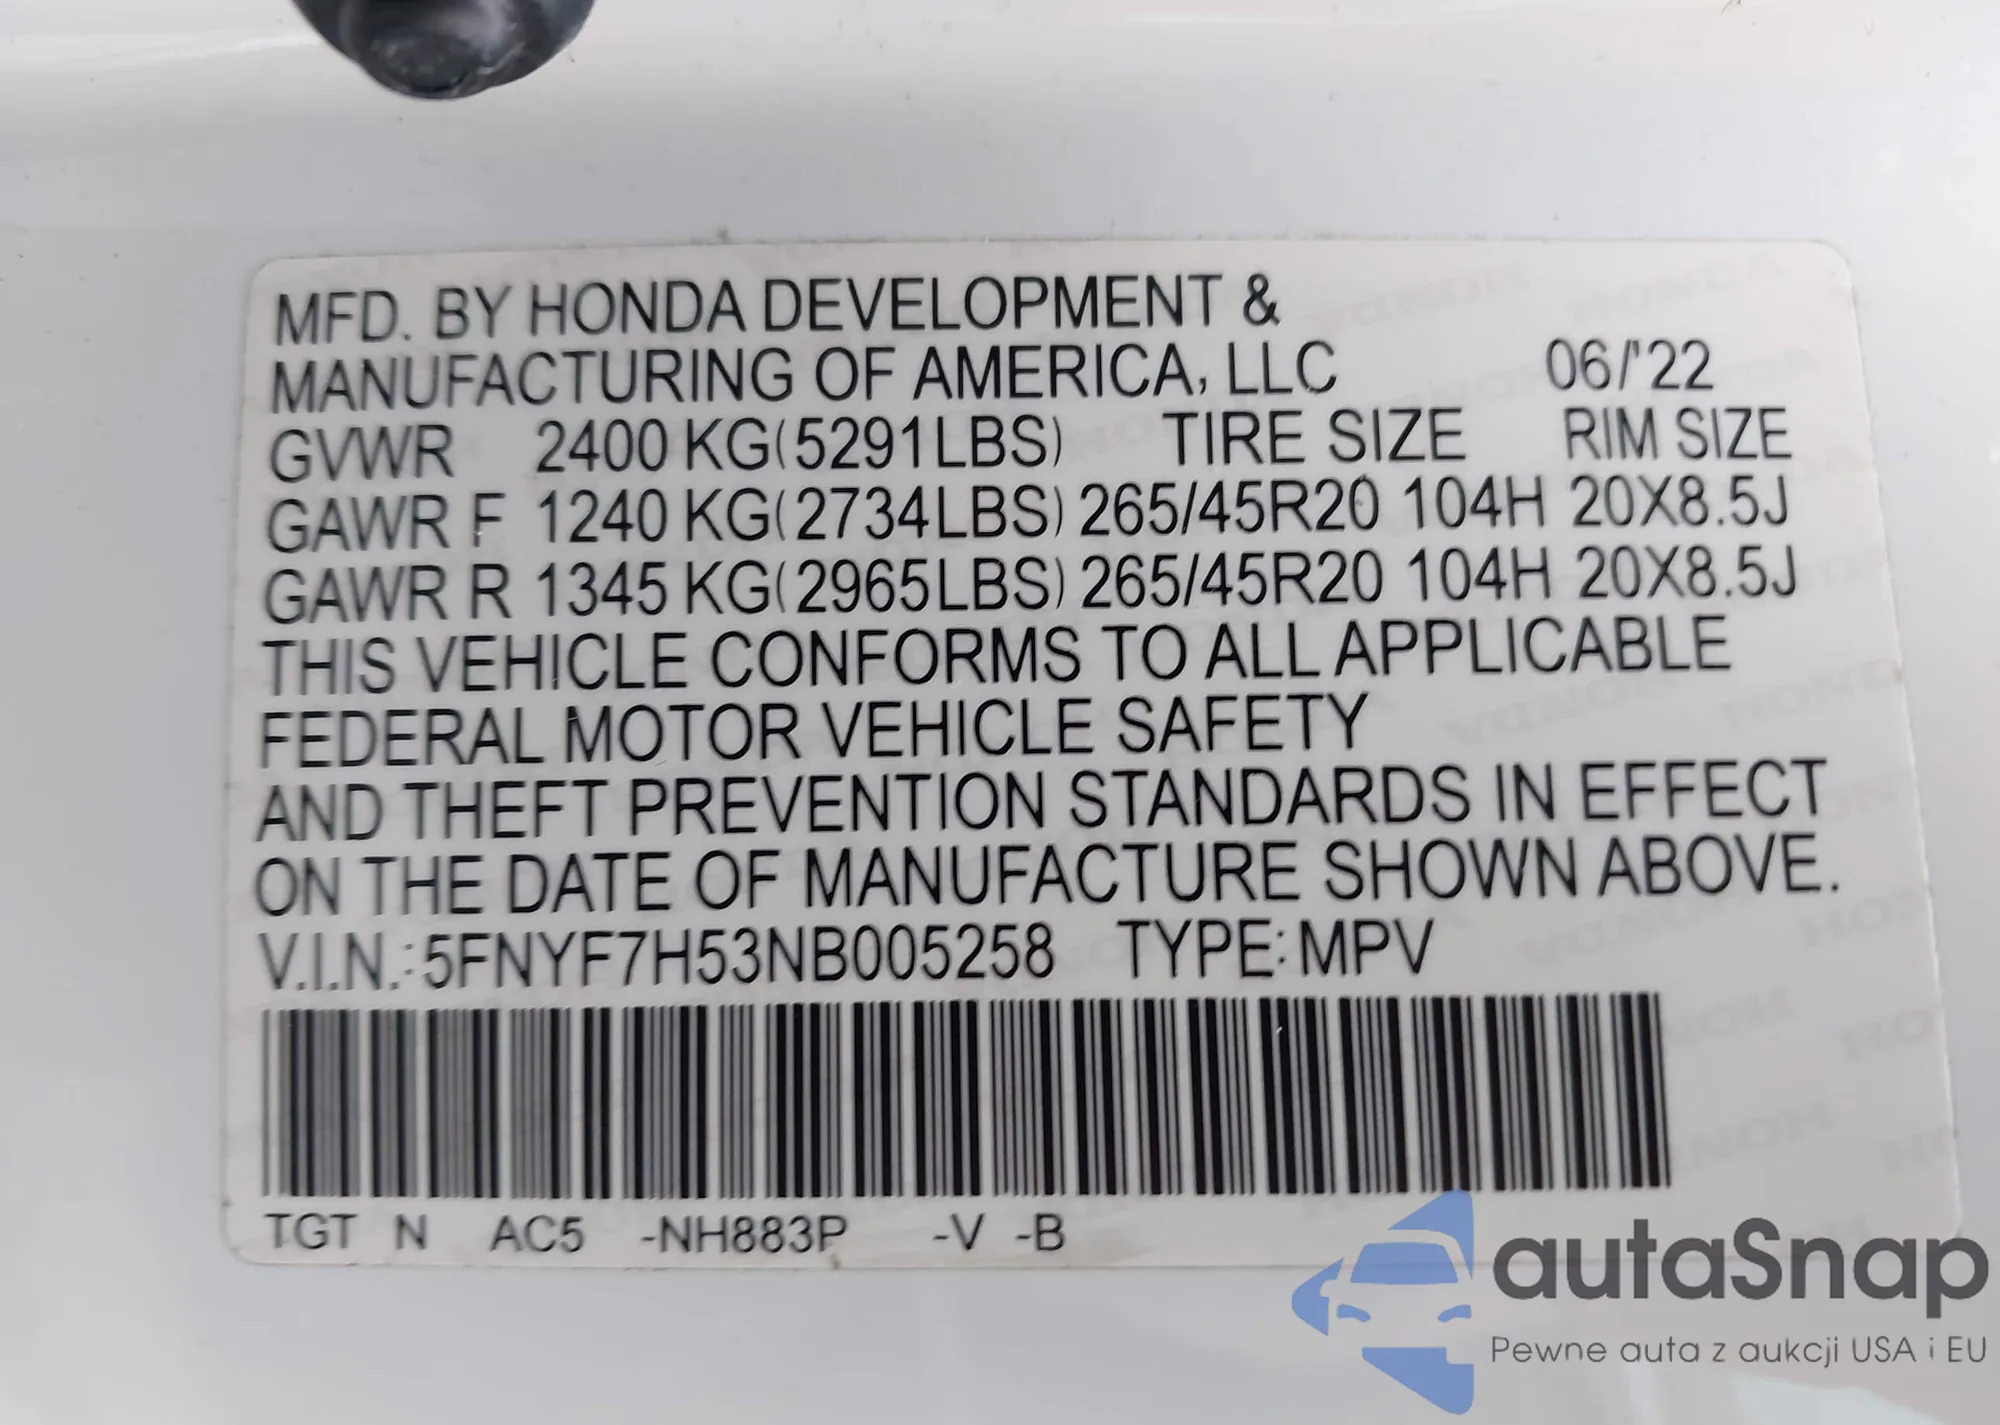 MFD. BY HONDA DEVELOPMENT &
MANUFACTURING OF AMERICA, LLC 06/'22
GVWR 2400 KG(5291LBS) TIRE SIZE RIM SIZE
GAWR F 1240 KG(2734LBS) 265/45R20 104H 20X8.5J
GAWR R 1345 KG(2965LBS) 265/45R20 104H 20X8.5J
THIS VEHICLE CONFORMS TO ALL APPLICABLE
FEDERAL MOTOR VEHICLE SAFETY
AND THEFT PREVENTION STANDARDS IN EFFECT
ON THE DATE OF MANUFACTURE SHOWN ABOVE.
V.I.N.:5FNYF7H53NB005258 TYPE:MPV
TGT N AC5 -NH883P -V -B
autaSnap
Pewne auta z aukcji USA i EU